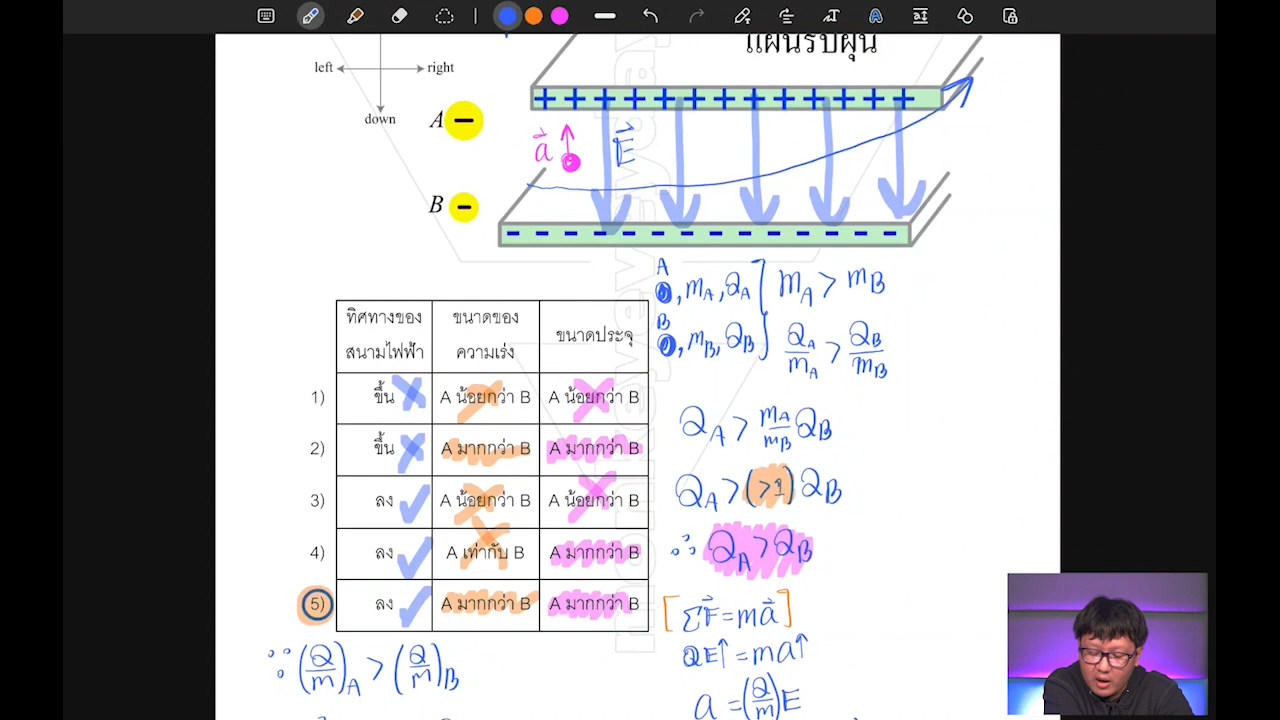 แผ่นรับฝุ่น
left right
down
A −
B −
+ + + + + + + + + + + + +
a E
A
, mA, QA mA > mB
B
, mB, QB QA/mA > QB/mB
ทิศทางของสนามไฟฟ้า ขนาดของความเร่ง ขนาดประจุ
1) ขึ้น A น้อยกว่า B A น้อยกว่า B
2) ขึ้น A มากกว่า B A มากกว่า B
3) ลง A น้อยกว่า B A น้อยกว่า B
4) ลง A เท่ากับ B A มากกว่า B
5) ลง A มากกว่า B A มากกว่า B
QA > mA/mB QB
QA > (>1) QB
∴ QA > QB
[ΣF = ma]
QE↑ = ma↑
a = (Q/m)E
∴ (Q/m)A > (Q/m)B